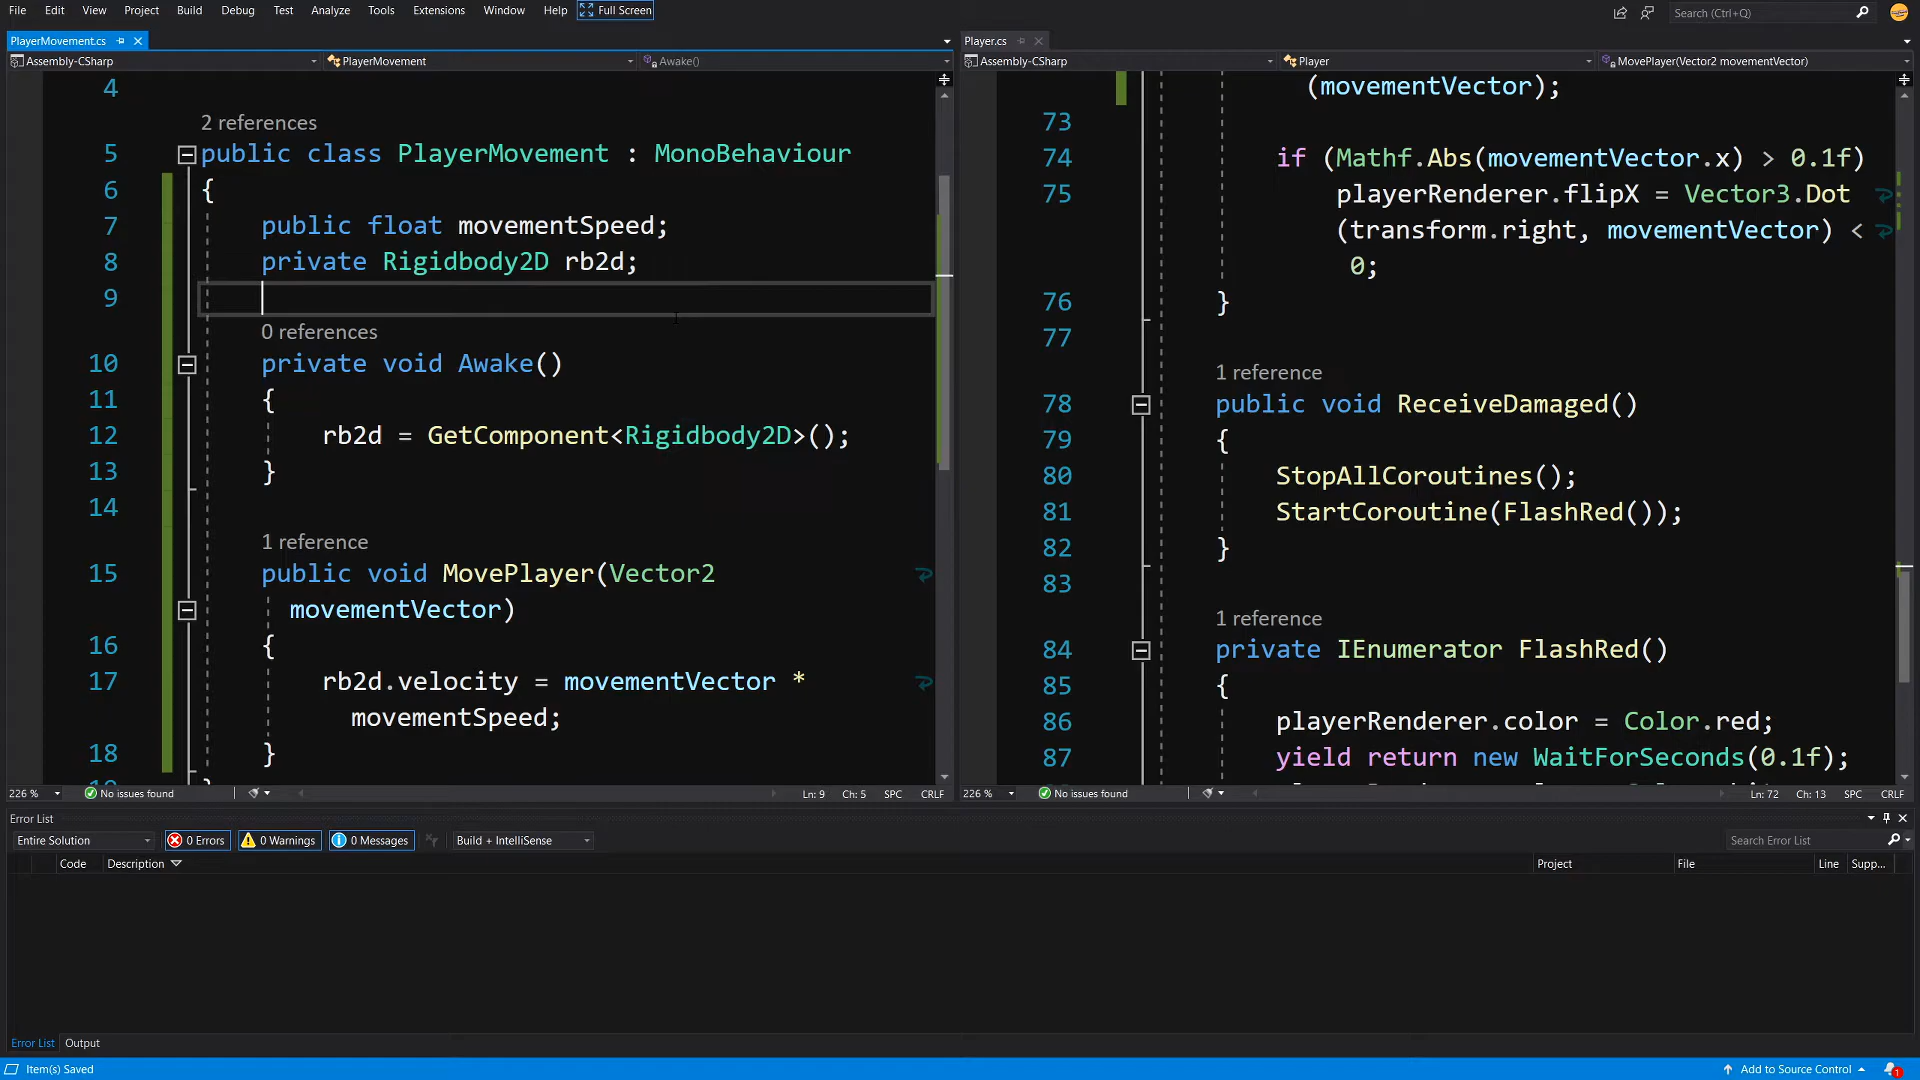 File Edit View Project Build Debug Test Analyze Tools Extensions Window Help Full Screen Search (Ctrl+Q)
PlayerMovement.cs
Assembly-CSharp PlayerMovement Awake()
4
2 references
5 public class PlayerMovement : MonoBehaviour
6 {
7 public float movementSpeed;
8 private Rigidbody2D rb2d;
9
0 references
10 private void Awake()
11 {
12 rb2d = GetComponent<Rigidbody2D>();
13 }
14
1 reference
15 public void MovePlayer(Vector2
movementVector)
16 {
17 rb2d.velocity = movementVector *
movementSpeed;
18 }
226 % No issues found Ln: 9 Ch: 5 SPC CRLF
Player.cs
Assembly-CSharp Player MovePlayer(Vector2 movementVector)
(movementVector);
73
74 if (Mathf.Abs(movementVector.x) > 0.1f)
75 playerRenderer.flipX = Vector3.Dot
(transform.right, movementVector) <
0;
76 }
77
1 reference
78 public void ReceiveDamaged()
79 {
80 StopAllCoroutines();
81 StartCoroutine(FlashRed());
82 }
83
1 reference
84 private IEnumerator FlashRed()
85 {
86 playerRenderer.color = Color.red;
87 yield return new WaitForSeconds(0.1f);
226 % No issues found Ln: 72 Ch: 13 SPC CRLF
Error List
Entire Solution 0 Errors 0 Warnings 0 Messages Build + IntelliSense Search Error List
Code Description Project File Line Supp...
Error List Output
Item(s) Saved Add to Source Control 1